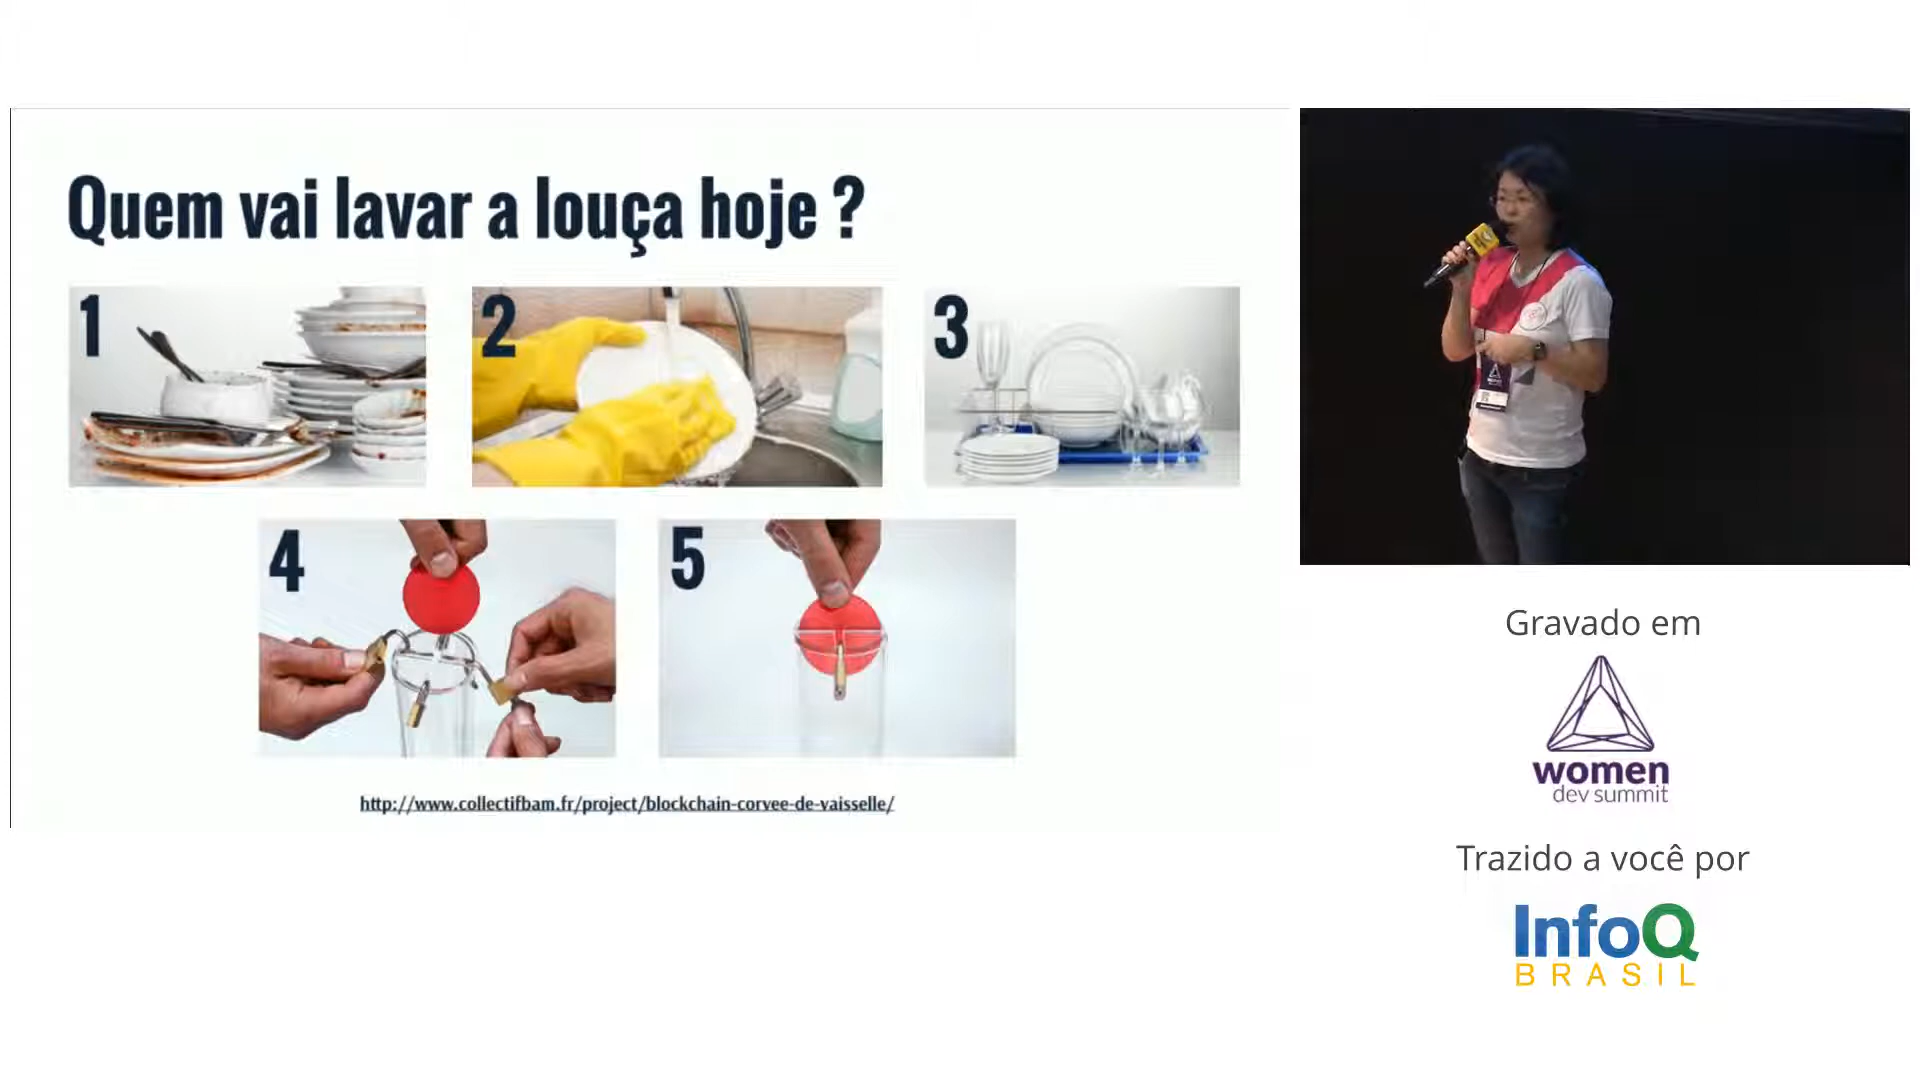 Quem vai lavar a louça hoje ?
1
2
3
4
5
http://www.collectifbam.fr/project/blockchain-corvee-de-vaisselle/
Gravado em
women
dev summit
Trazido a você por
InfoQ
BRASIL